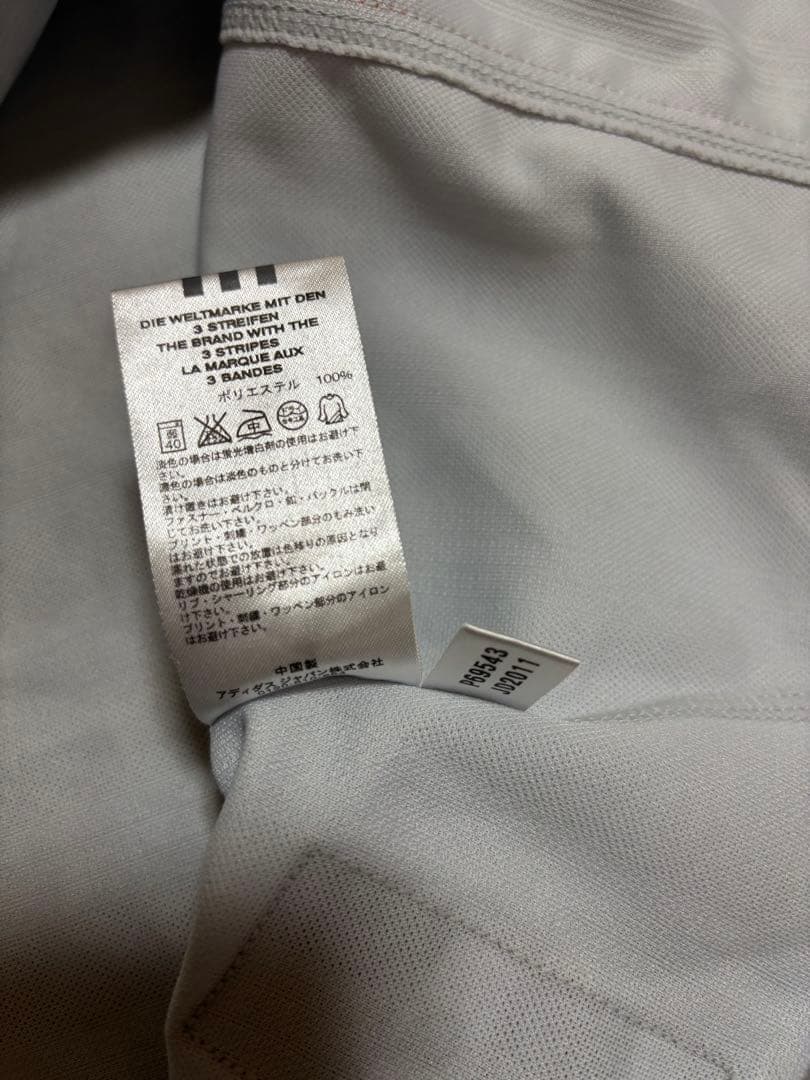 DIE WELTMARKE MIT DEN
3 STREIFEN
THE BRAND WITH THE
3 STRIPES
LA MARQUE AUX
3 BANDES
ポリエステル 100%
弱
40
中
淡色の場合は蛍光増白剤の使用はお避け下
さい。
濃色の場合は淡色のものと分けてお洗い下
さい。
漬け置きはお避け下さい。
ファスナー・ベルクロ・釦・バックルは閉
じてお洗い下さい。
プリント・刺繍・ワッペン部分のもみ洗い
はお避け下さい。
濡れた状態での放置は色移りの原因となり
ますのでお避け下さい。
乾燥機の使用はお避け下さい。
リブ・シャーリング部分のアイロンはお避
け下さい。
プリント・刺繍・ワッペン部分のアイロン
はお避け下さい。
中国製
アディダス ジャパン株式会社
P69543
JD2011